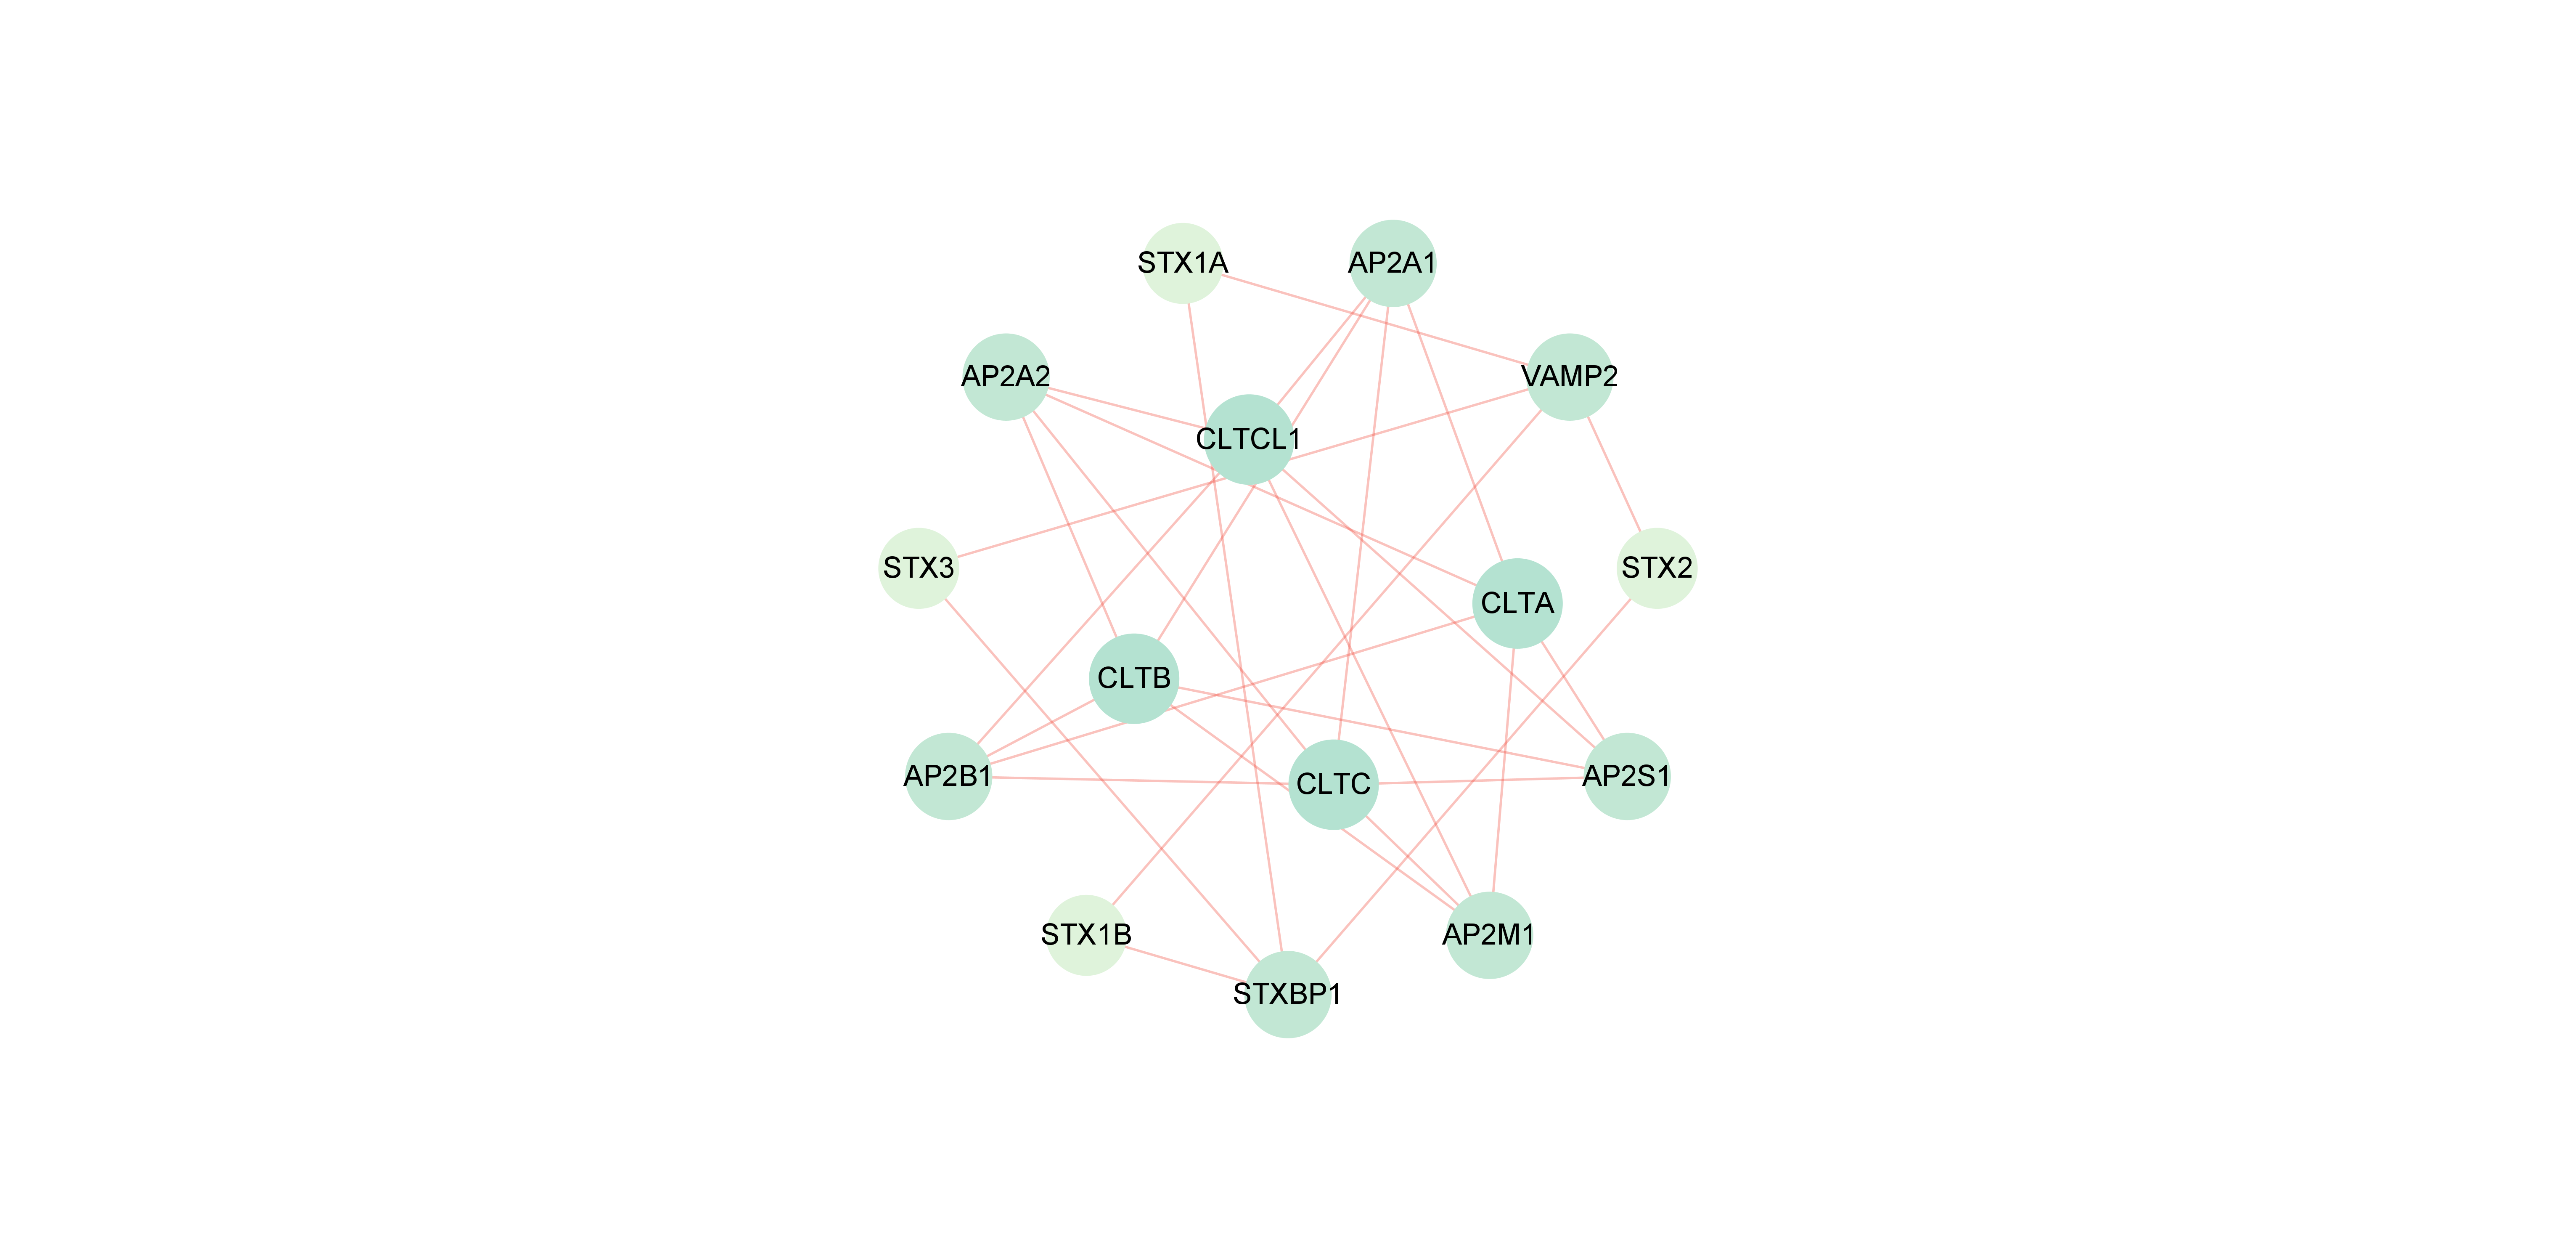 STX1A
AP2A1
AP2A2
VAMP2
CLTCL1
STX3
STX2
CLTA
CLTB
AP2B1
CLTC
AP2S1
STX1B
AP2M1
STXBP1